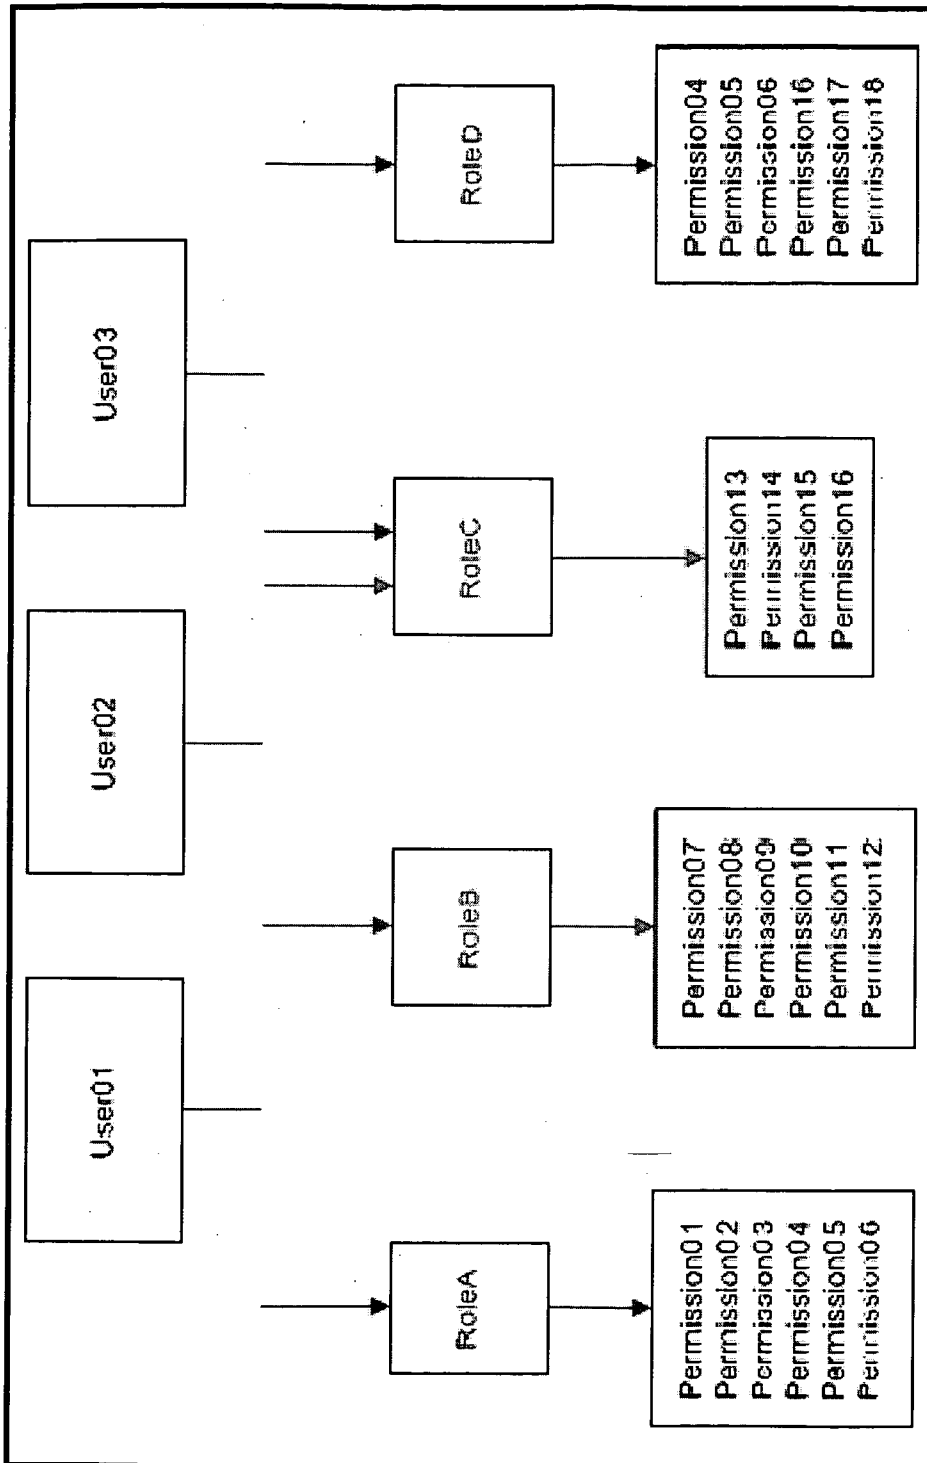 User01
User02
User03
RoleA
RoleB
RoleC
RoleD
Permission01
Permission02
Permission03
Permission04
Permission05
Permission06
Permission07
Permission08
Permission09
Permission10
Permission11
Permission12
Permission13
Permission14
Permission15
Permission16
Permission04
Permission05
Permission06
Permission16
Permission17
Permission18